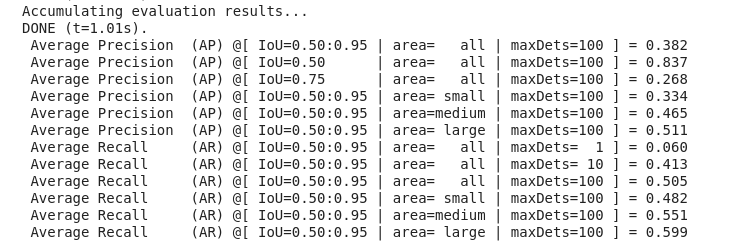 Accumulating evaluation results...
DONE (t=1.01s).
 Average Precision  (AP) @[ IoU=0.50:0.95 | area=   all | maxDets=100 ] = 0.382
 Average Precision  (AP) @[ IoU=0.50      | area=   all | maxDets=100 ] = 0.837
 Average Precision  (AP) @[ IoU=0.75      | area=   all | maxDets=100 ] = 0.268
 Average Precision  (AP) @[ IoU=0.50:0.95 | area= small | maxDets=100 ] = 0.334
 Average Precision  (AP) @[ IoU=0.50:0.95 | area=medium | maxDets=100 ] = 0.465
 Average Precision  (AP) @[ IoU=0.50:0.95 | area= large | maxDets=100 ] = 0.511
 Average Recall     (AR) @[ IoU=0.50:0.95 | area=   all | maxDets=  1 ] = 0.060
 Average Recall     (AR) @[ IoU=0.50:0.95 | area=   all | maxDets= 10 ] = 0.413
 Average Recall     (AR) @[ IoU=0.50:0.95 | area=   all | maxDets=100 ] = 0.505
 Average Recall     (AR) @[ IoU=0.50:0.95 | area= small | maxDets=100 ] = 0.482
 Average Recall     (AR) @[ IoU=0.50:0.95 | area=medium | maxDets=100 ] = 0.551
 Average Recall     (AR) @[ IoU=0.50:0.95 | area= large | maxDets=100 ] = 0.599